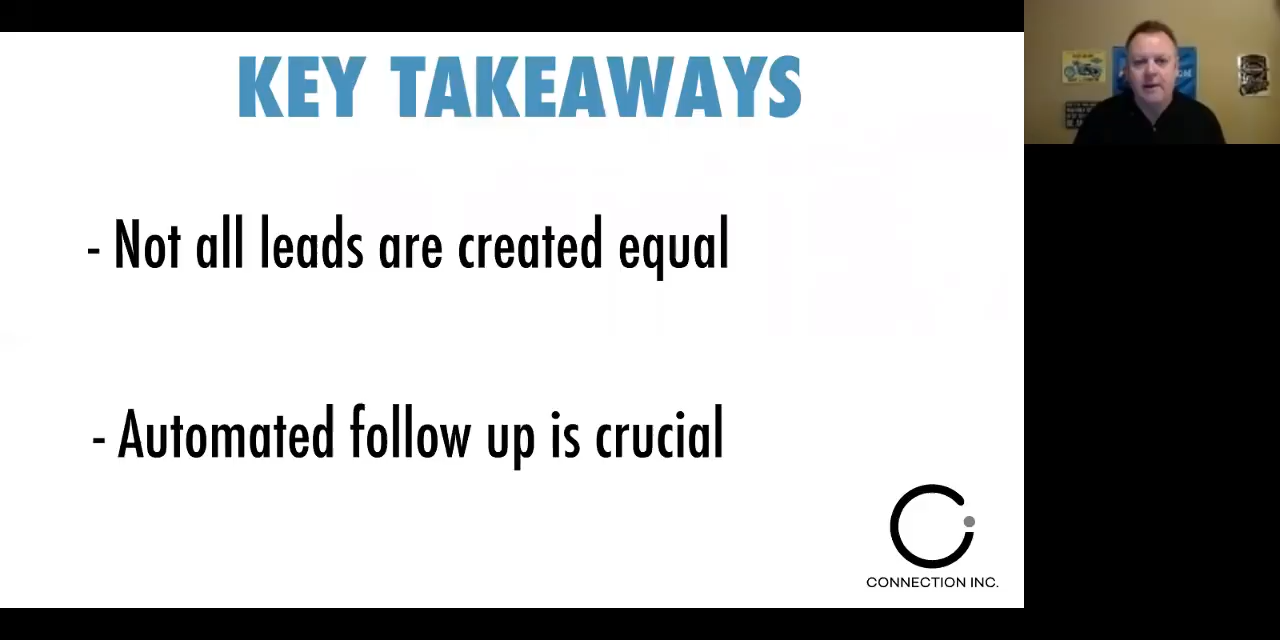 KEY TAKEAWAYS
- Not all leads are created equal
- Automated follow up is crucial
CONNECTION INC.